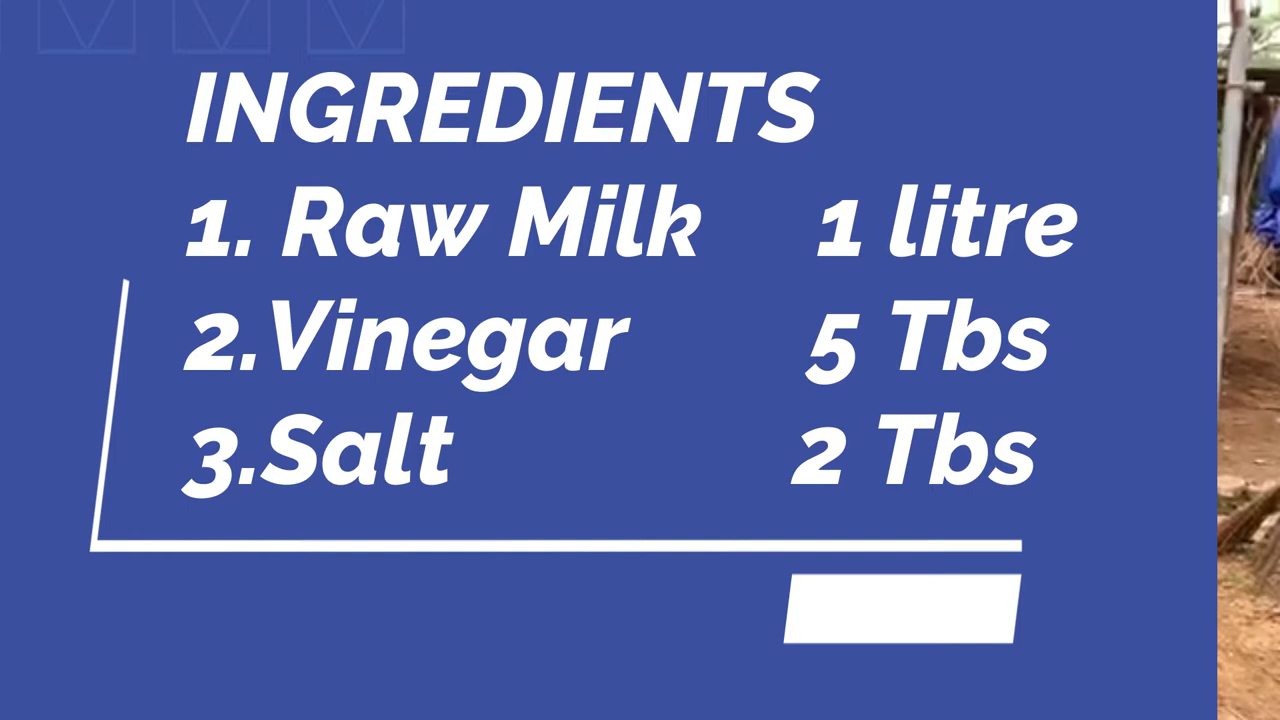 INGREDIENTS
1. Raw Milk 1 litre
2.Vinegar 5 Tbs
3.Salt 2 Tbs